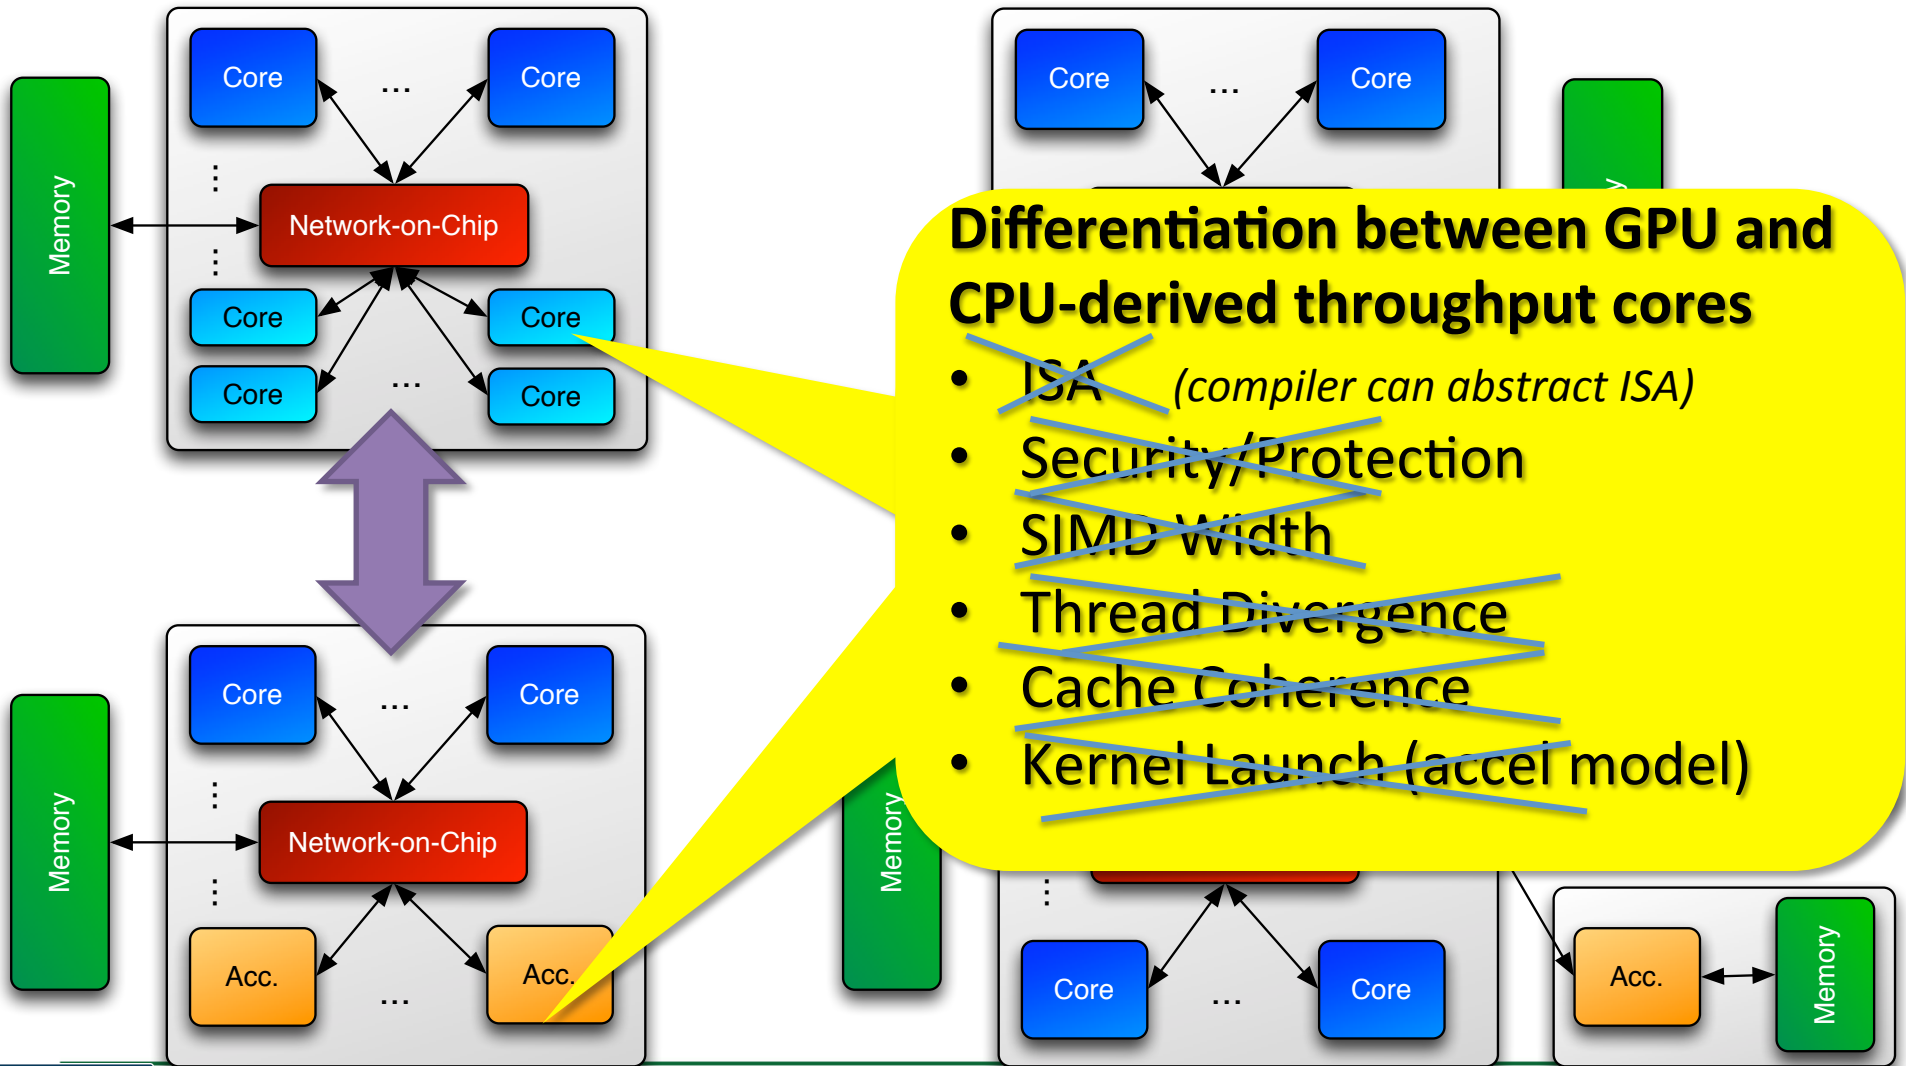 Core
...
Core
Memory
Network-on-Chip
Core
Core
Core
...
Core
Core
...
Core
Differentiation between GPU and
CPU-derived throughput cores
• ISA (compiler can abstract ISA)
• Security/Protection
• SIMD Width
• Thread Divergence
• Cache Coherence
• Kernel Launch (accel model)
Core
...
Core
Memory
Network-on-Chip
Acc.
...
Acc.
Memory
Core
...
Core
Acc.
Memory